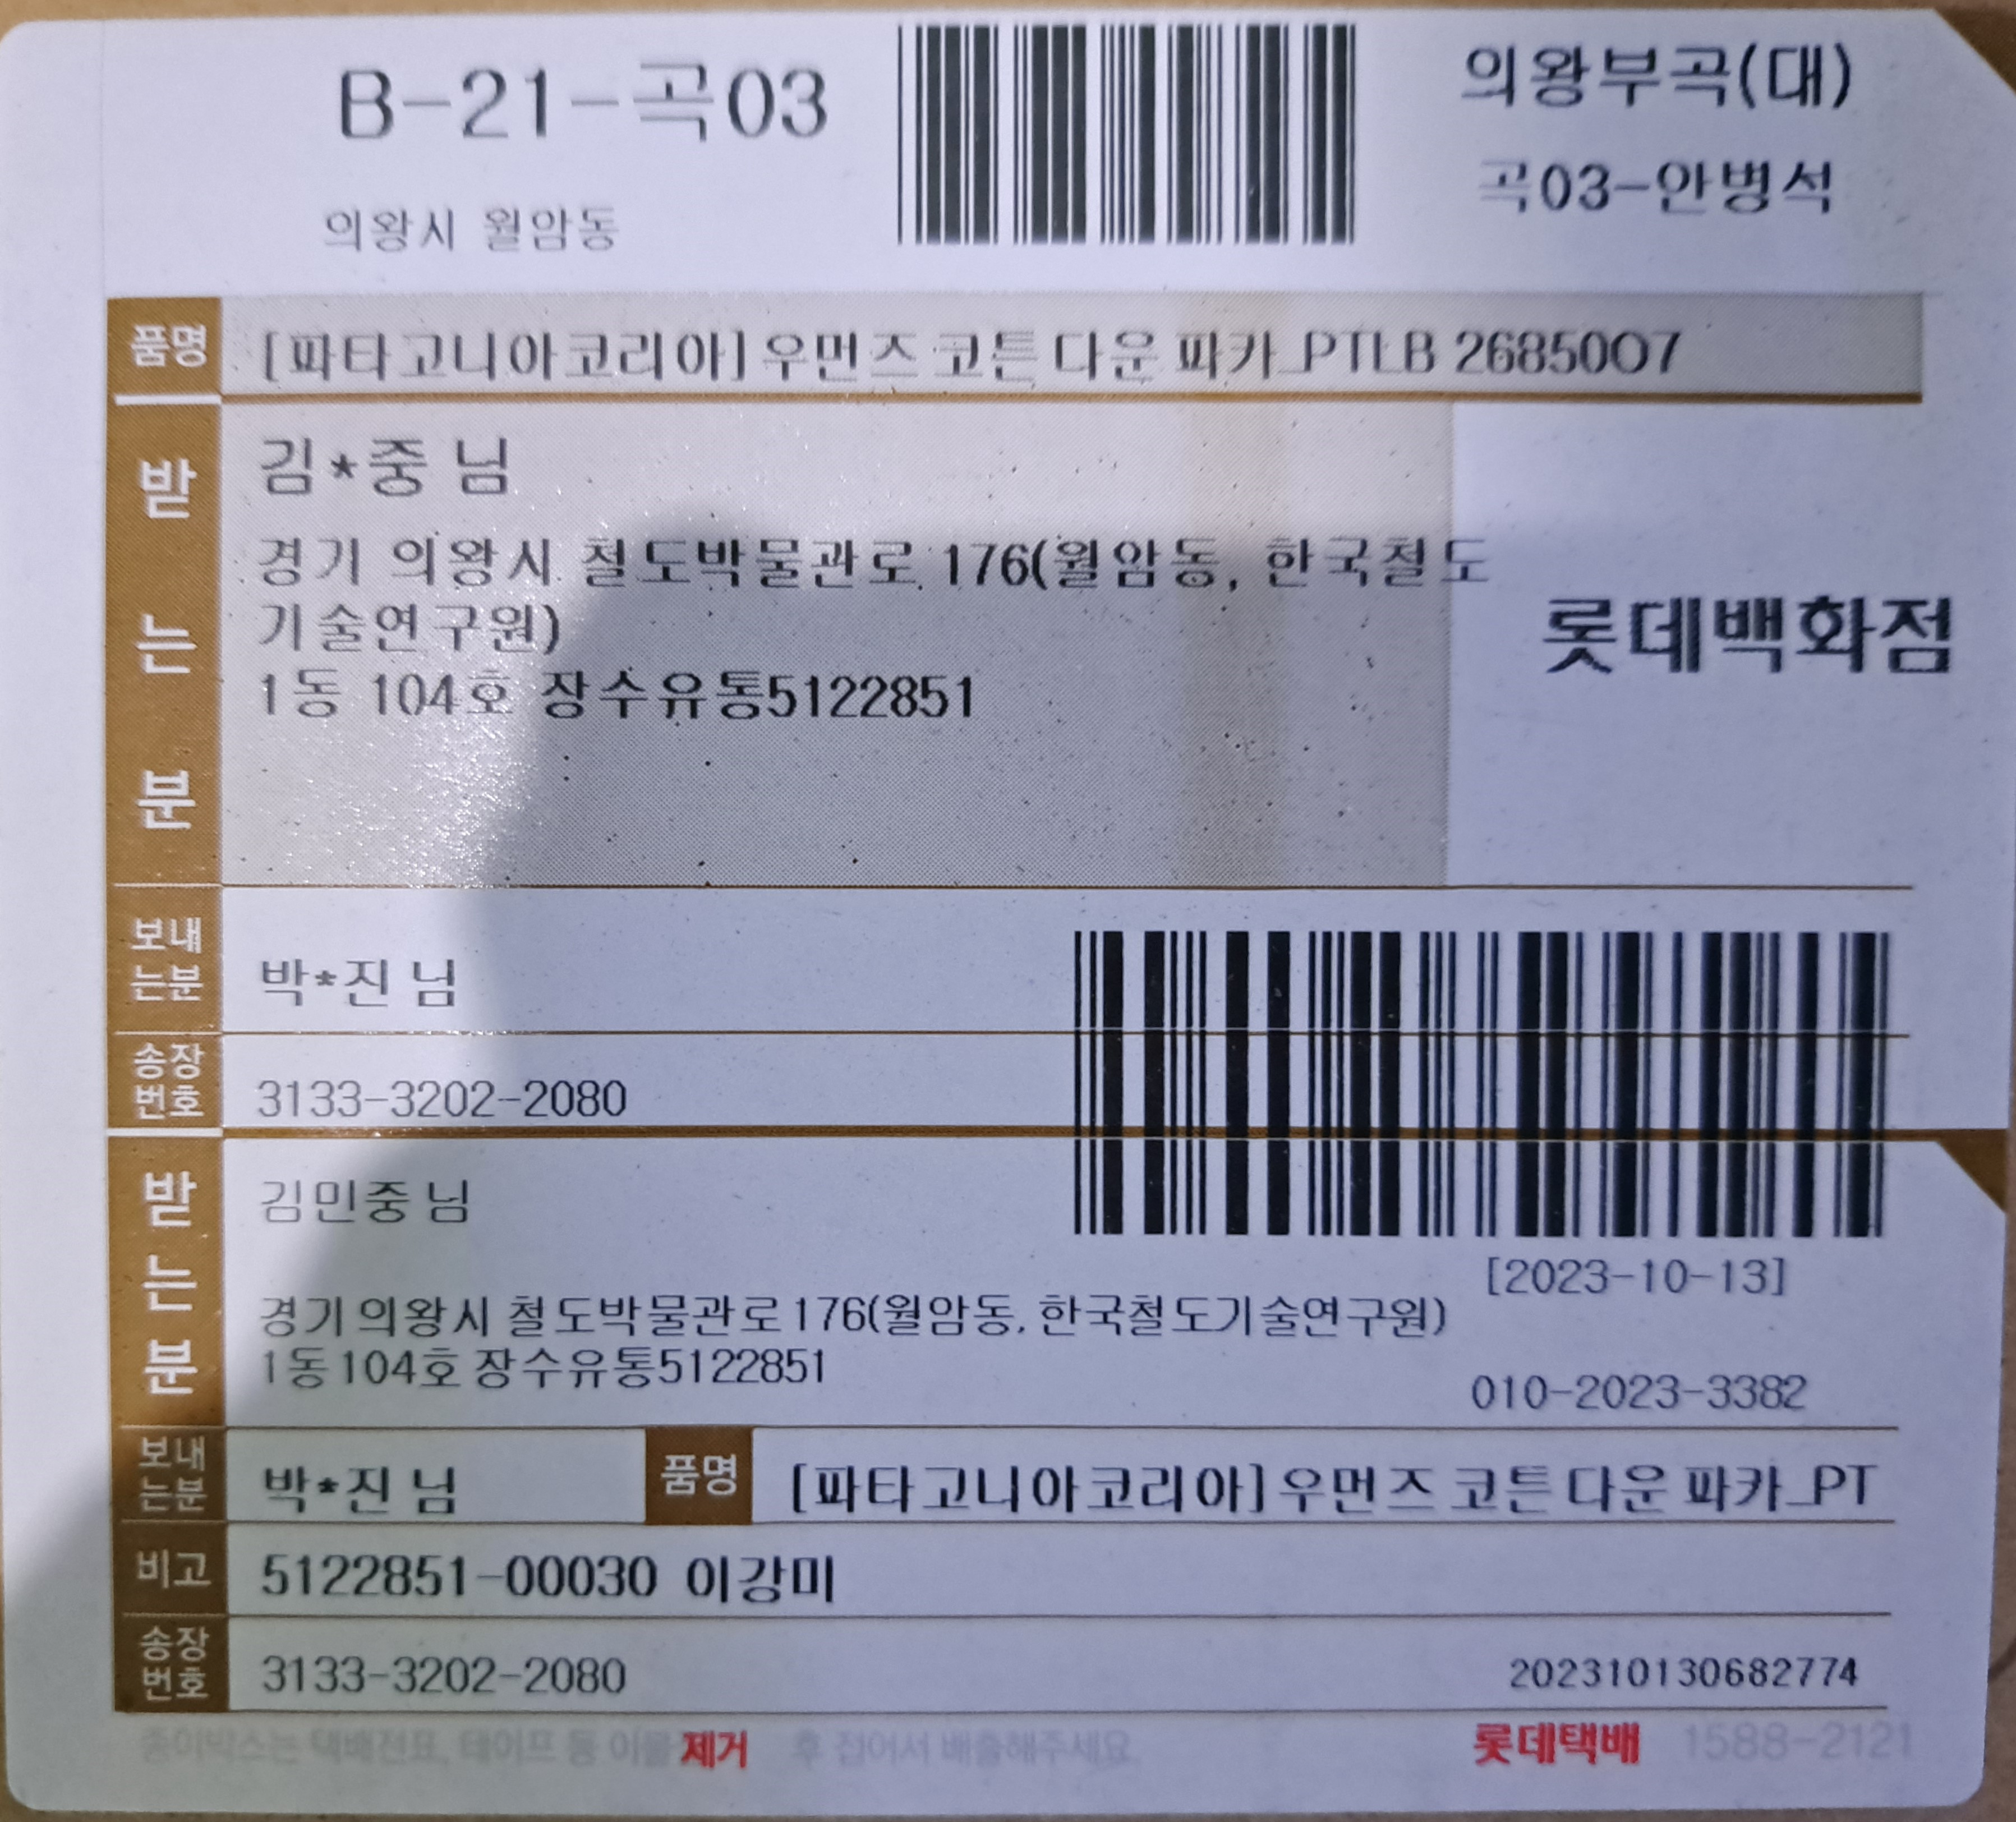 B-21-곡03
의왕시 월암동
의왕부곡(대)
곡03-안병석
품명
[파타고니아코리아]우먼즈 코튼 다운 파카_PTLB 26850O7
받는분
김*중 님
경기 의왕시 철도박물관로 176(월암동, 한국철도
기술연구원)
1동 104호 장수유통5122851
롯데백화점
보내는분
박*진 님
송장번호
3133-3202-2080
받는분
김민중 님
[2023-10-13]
경기 의왕시 철도박물관로 176(월암동, 한국철도기술연구원)
1동 104호 장수유통5122851
010-2023-3382
보내는분
박*진 님
품명
[파타고니아코리아]우먼즈 코튼 다운 파카_PT
비고
5122851-00030 이강미
송장번호
3133-3202-2080
202310130682774
종이박스는 택배전표, 테이프 등 이물 제거 후 접어서 배출해주세요.
롯데택배 1588-2121